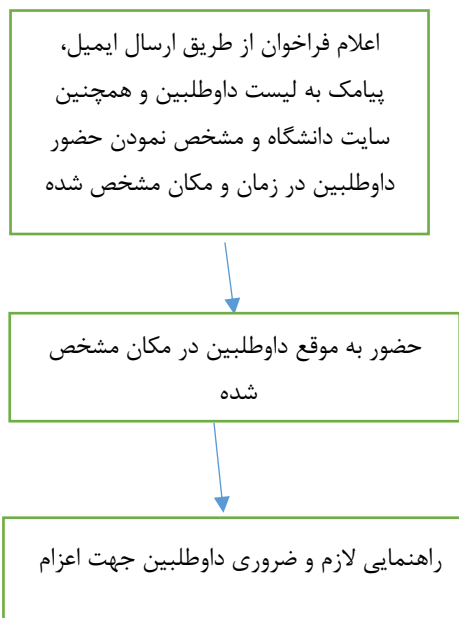 اعلام فراخوان از طریق ارسال ایمیل،
پیامک به لیست داوطلبین و همچنین
سایت دانشگاه و مشخص نمودن حضور
داوطلبین در زمان و مکان مشخص شده
حضور به موقع داوطلبین در مکان مشخص
شده
راهنمایی لازم و ضروری داوطلبین جهت اعزام